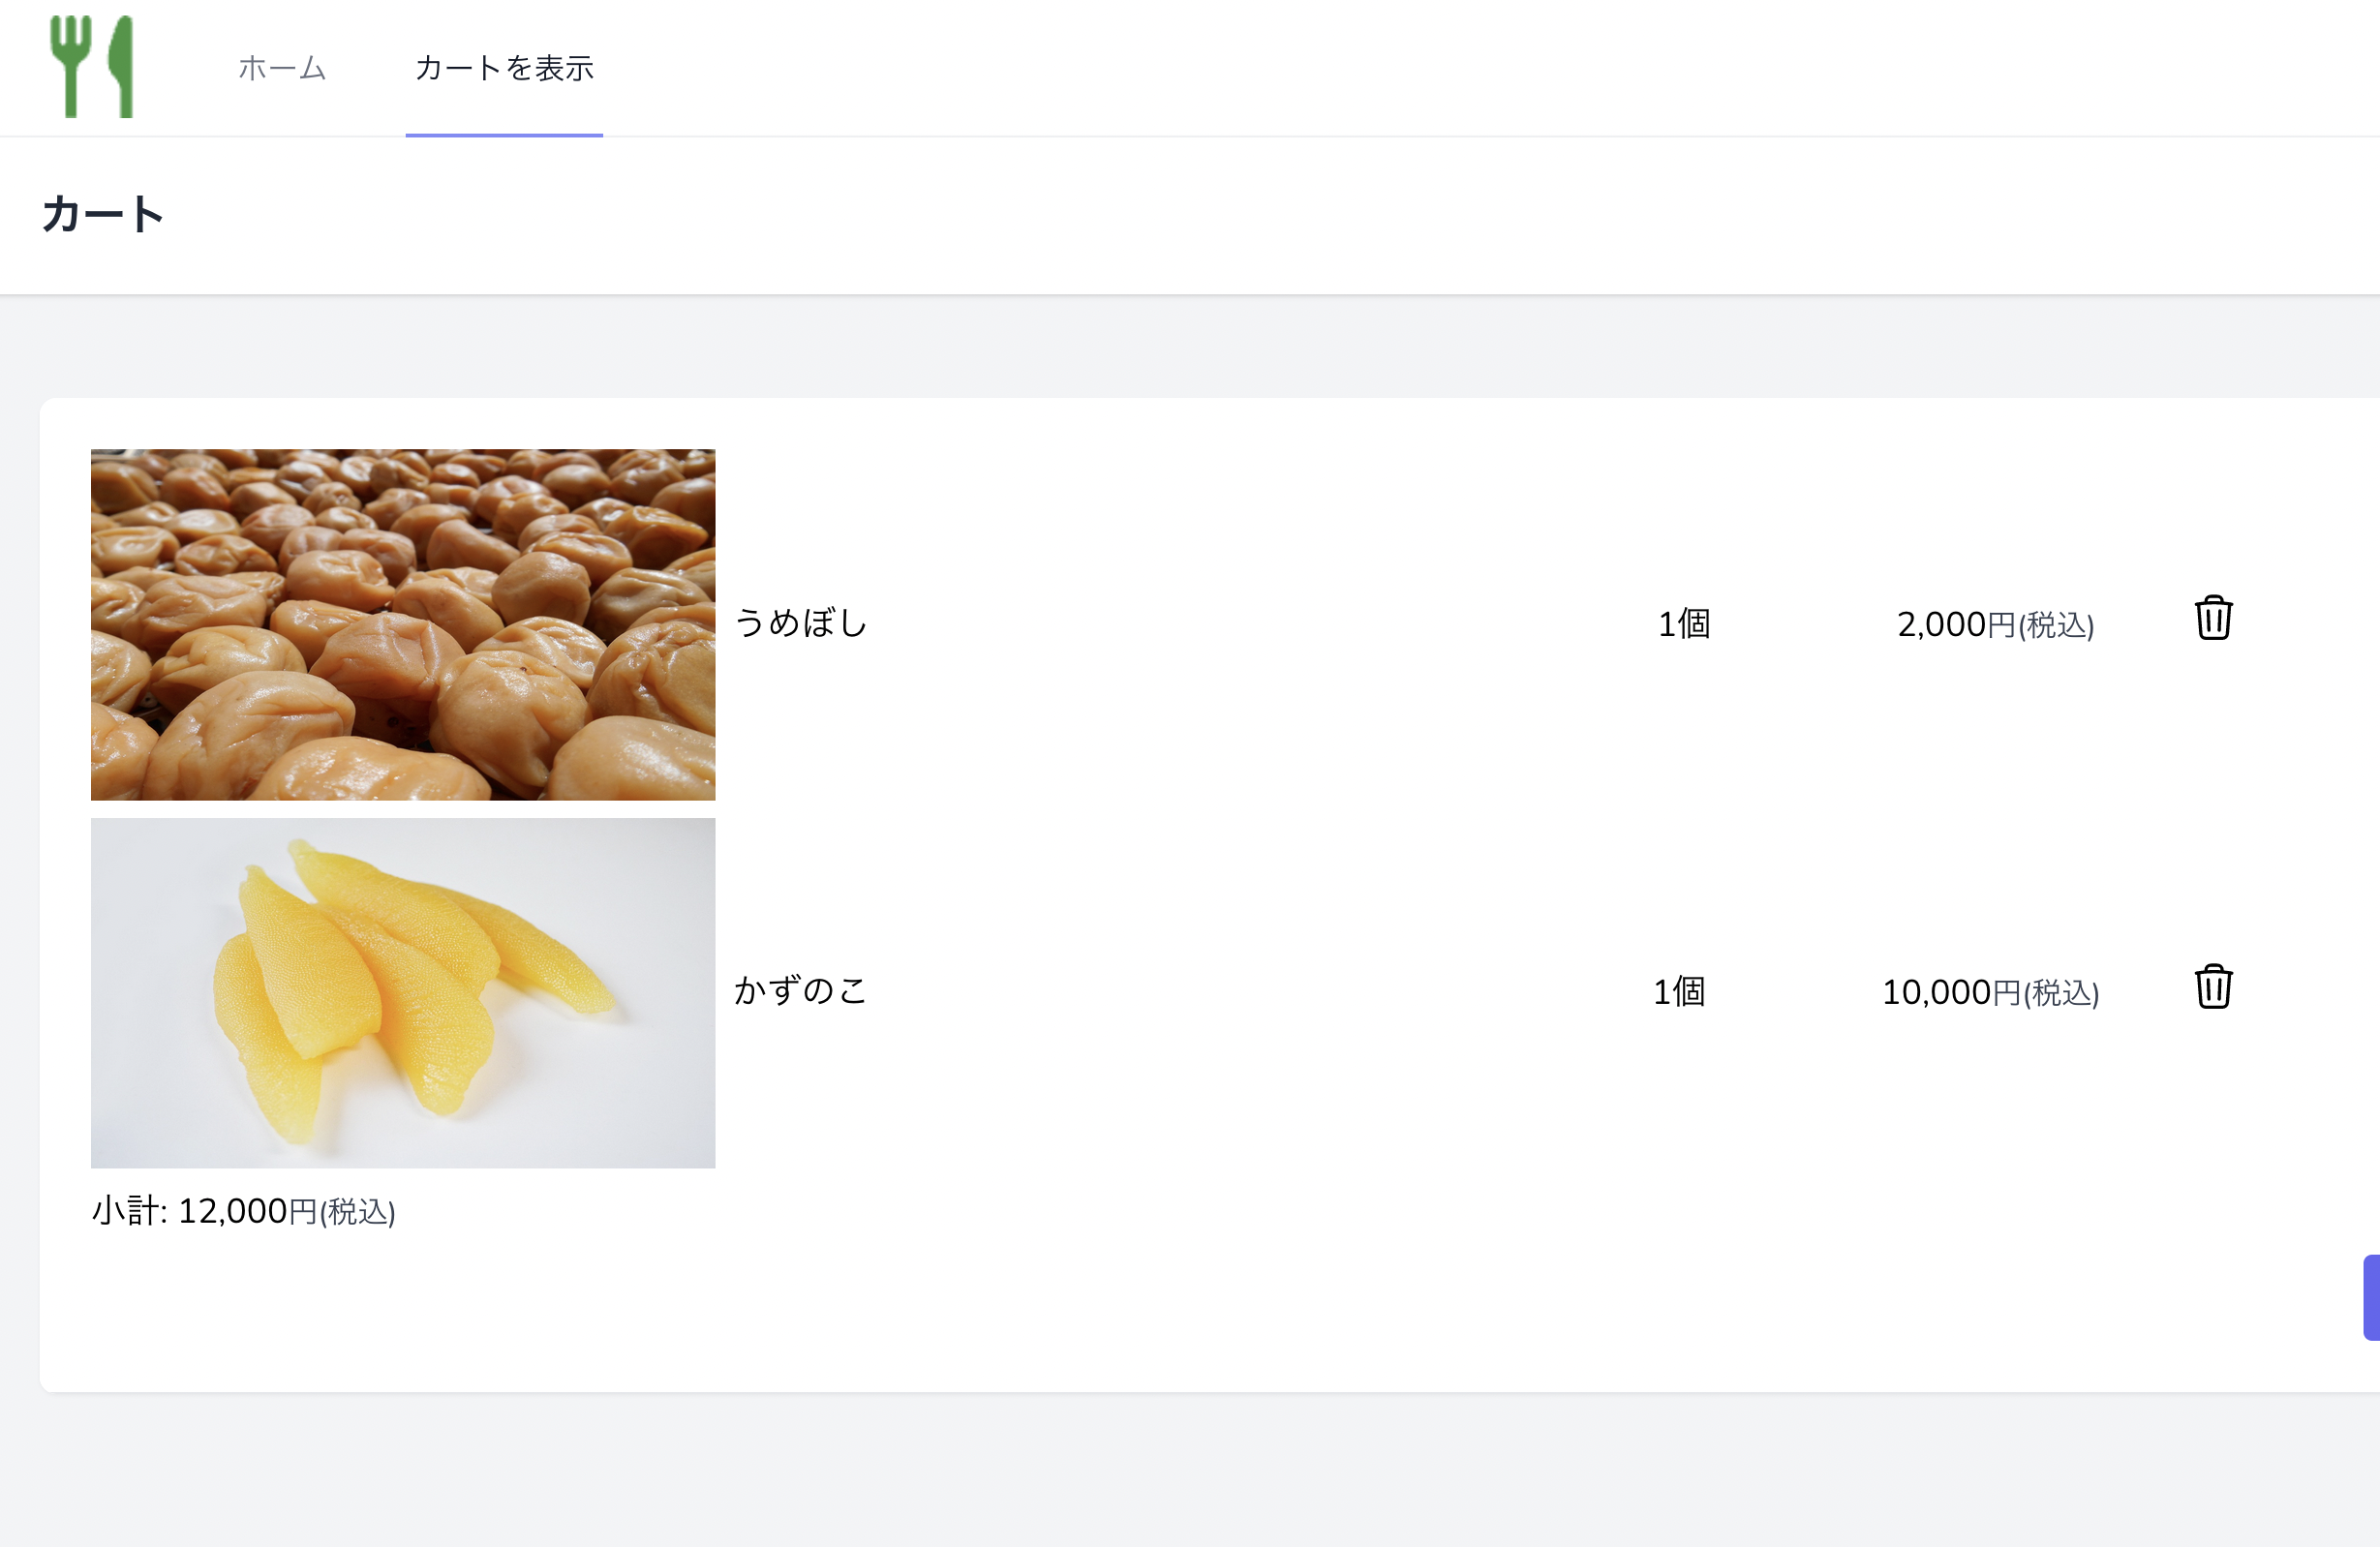 ホーム カートを表示
カート
うめぼし 1個 2,000円(税込)
かずのこ 1個 10,000円(税込)
小計: 12,000円(税込)